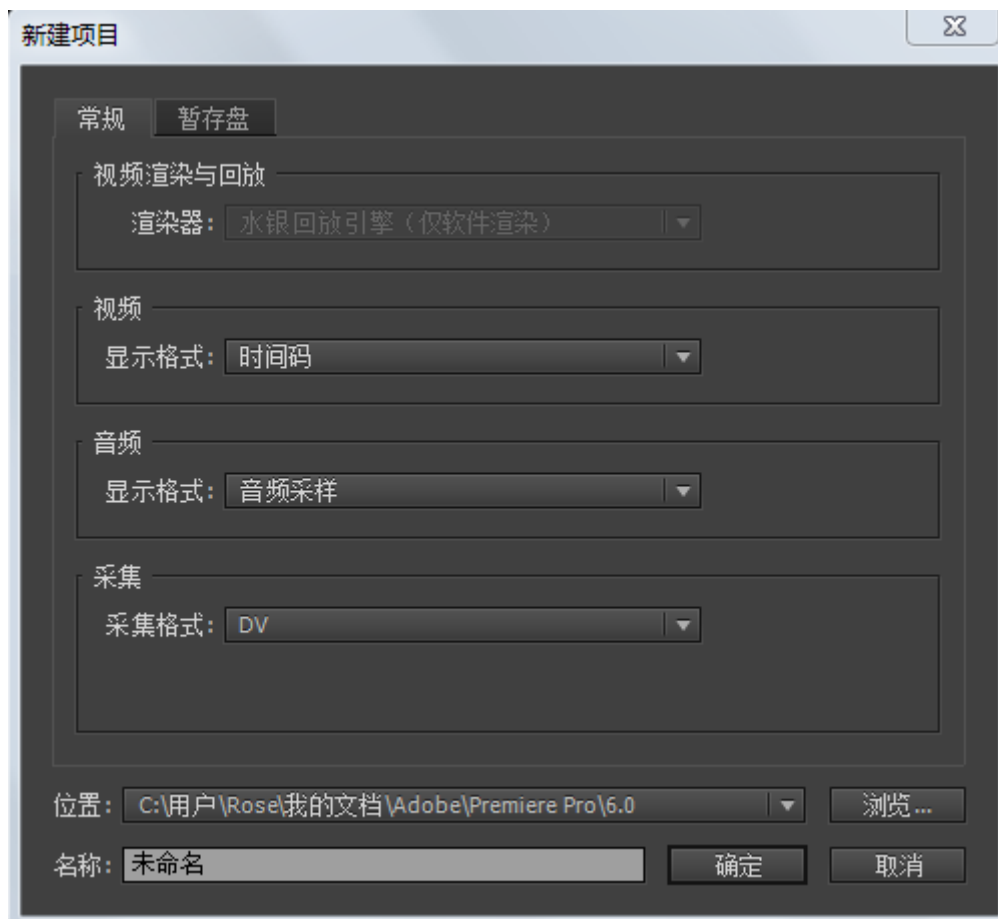 新建项目
常规 暂存盘
视频渲染与回放
渲染器: 水银回放引擎（仅软件渲染）
视频
显示格式: 时间码
音频
显示格式: 音频采样
采集
采集格式: DV
位置: C:\用户\Rose\我的文档\Adobe\Premiere Pro\6.0 浏览...
名称: 未命名 确定 取消